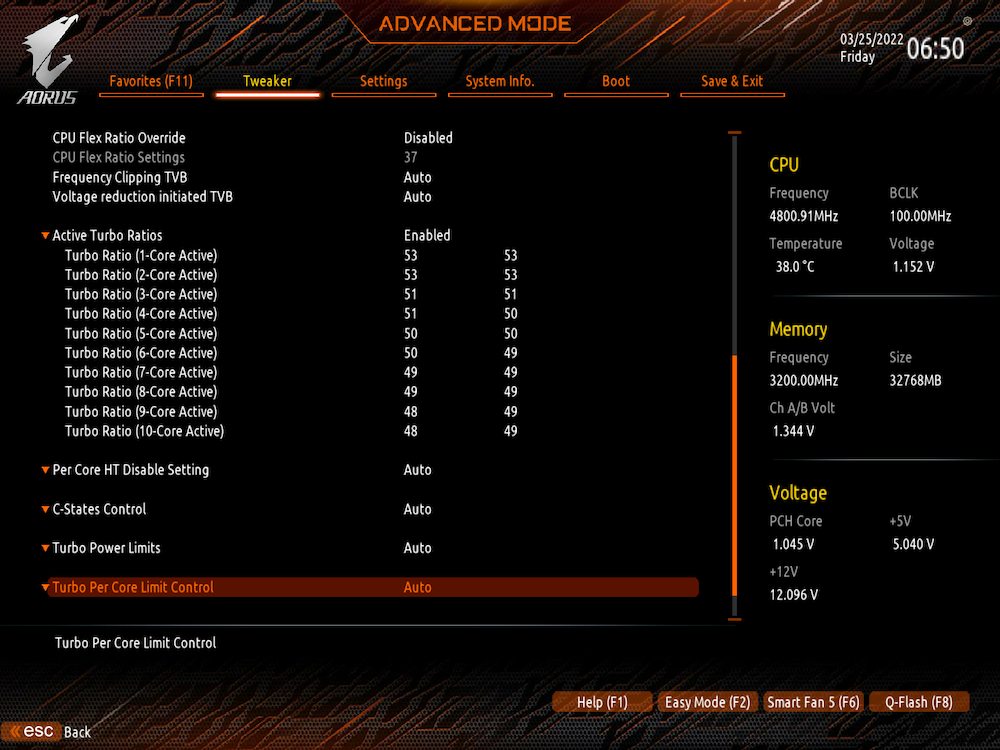 ADVANCED MODE
03/25/2022 Friday 06:50
AORUS
Favorites (F11) Tweaker Settings System Info. Boot Save & Exit
CPU Flex Ratio Override Disabled
CPU Flex Ratio Settings 37
Frequency Clipping TVB Auto
Voltage reduction initiated TVB Auto
Active Turbo Ratios Enabled
Turbo Ratio (1-Core Active) 53 53
Turbo Ratio (2-Core Active) 53 53
Turbo Ratio (3-Core Active) 51 51
Turbo Ratio (4-Core Active) 51 50
Turbo Ratio (5-Core Active) 50 50
Turbo Ratio (6-Core Active) 50 49
Turbo Ratio (7-Core Active) 49 49
Turbo Ratio (8-Core Active) 49 49
Turbo Ratio (9-Core Active) 48 49
Turbo Ratio (10-Core Active) 48 49
Per Core HT Disable Setting Auto
C-States Control Auto
Turbo Power Limits Auto
Turbo Per Core Limit Control Auto
CPU
Frequency BCLK
4800.91MHz 100.00MHz
Temperature Voltage
38.0 °C 1.152 V
Memory
Frequency Size
3200.00MHz 32768MB
Ch A/B Volt
1.344 V
Voltage
PCH Core +5V
1.045 V 5.040 V
+12V
12.096 V
Turbo Per Core Limit Control
Help (F1) Easy Mode (F2) Smart Fan 5 (F6) Q-Flash (F8)
esc Back